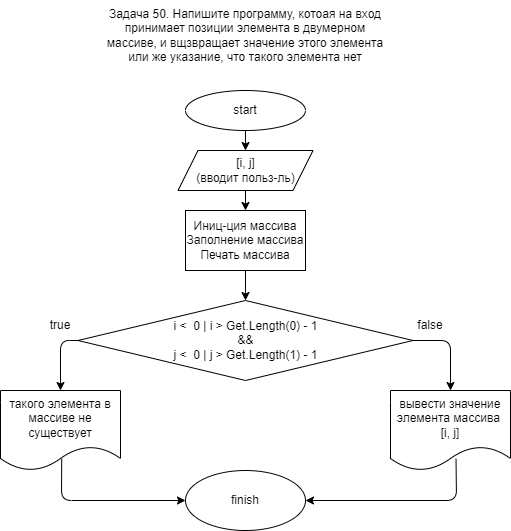 Задача 50. Напишите программу, котоая на вход
принимает позиции элемента в двумерном
массиве, и вщзвращает значение этого элемента
или же указание, что такого элемента нет
start
[i, j]
(вводит польз-ль)
Иниц-ция массива
Заполнение массива
Печать массива
true
i < 0 | i > Get.Length(0) - 1
&&
j < 0 | j > Get.Length(1) - 1
false
такого элемента в
массиве не
существует
вывести значение
элемента массива
[i, j]
finish